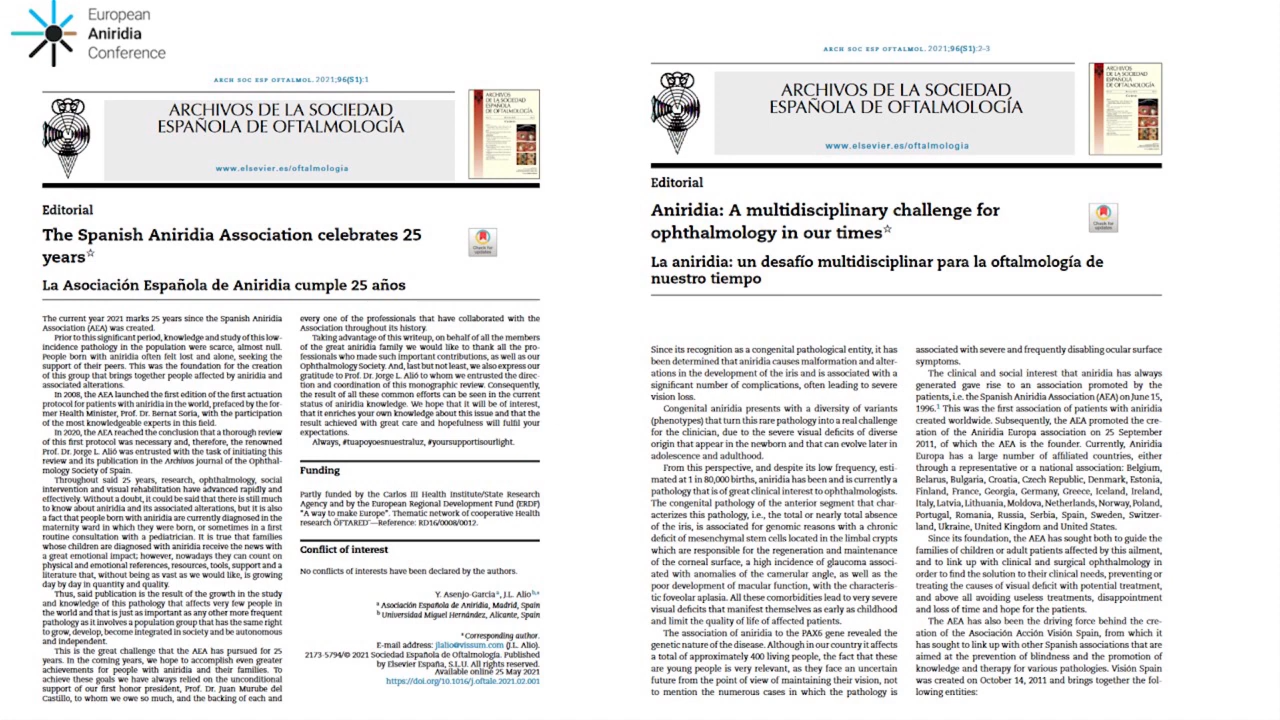 European
Aniridia
Conference
ARCH SOC ESP OFTALMOL. 2021;96(S1):1
ARCHIVOS DE LA SOCIEDAD
ESPAÑOLA DE OFTALMOLOGÍA
www.elsevier.es/oftalmologia
ARCHIVOS
DE LA SOCIEDAD
ESPAÑOLA
DE OFTALMOLOGÍA
Editorial
The Spanish Aniridia Association celebrates 25
years☆
Check for
updates
La Asociación Española de Aniridia cumple 25 años
The current year 2021 marks 25 years since the Spanish Aniridia
Association (AEA) was created.
Prior to this significant period, knowledge and study of this low-
incidence pathology in the population were scarce, almost null.
People born with aniridia often felt lost and alone, seeking the
support of their peers. This was the foundation for the creation
of this group that brings together people affected by aniridia and
associated alterations.
In 2008, the AEA launched the first edition of the first actuation
protocol for patients with aniridia in the world, prefaced by the for-
mer Health Minister, Prof. Dr. Bernat Soria, with the participation
of the most knowledgeable experts in this field.
In 2020, the AEA reached the conclusion that a thorough review
of this first protocol was necessary and, therefore, the renowned
Prof. Dr. Jorge L. Alió was entrusted with the task of initiating this
review and its publication in the Archivos journal of the Ophthal-
mology Society of Spain.
Throughout said 25 years, research, ophthalmology, social
intervention and visual rehabilitation have advanced rapidly and
effectively. Without a doubt, it could be said that there is still much
to know about aniridia and its associated alterations, but it is also
a fact that people born with aniridia are currently diagnosed in the
maternity ward in which they were born, or sometimes in a first
routine consultation with a pediatrician. It is true that families
whose children are diagnosed with aniridia receive the news with
a great emotional impact; however, nowadays they can count on
physical and emotional references, resources, tools, support and a
literature that, without being as vast as we would like, is growing
day by day in quantity and quality.
Thus, said publication is the result of the growth in the study
and knowledge of this pathology that affects very few people in
the world and that is just as important as any other more frequent
pathology as it involves a population group that has the same right
to grow, develop, become integrated in society and be autonomous
and independent.
This is the great challenge that the AEA has pursued for 25
years. In the coming years, we hope to accomplish even greater
achievements for people with aniridia and their families. To
achieve these goals we have always relied on the unconditional
support of our first honor president, Prof. Dr. Juan Murube del
Castillo, to whom we owe so much, and the backing of each and
every one of the professionals that have collaborated with the
Association throughout its history.
Taking advantage of this writeup, on behalf of all the members
of the great aniridia family we would like to thank all the pro-
fessionals who made such important contributions, as well as our
Ophthalmology Society. And, last but not least, we also express our
gratitude to Prof. Dr. Jorge L. Alió to whom we entrusted the direc-
tion and coordination of this monographic review. Consequently,
the result of all these common efforts can be seen in the current
status of aniridia knowledge. We hope that it will be of interest,
that it enriches your own knowledge about this issue and that the
result achieved with great care and hopefulness will fulfil your
expectations.
Always, #tuapoyoesnuestraluz, #yoursupportisourlight.
Funding
Partly funded by the Carlos III Health Institute/State Research
Agency and by the European Regional Development Fund (ERDF)
"A way to make Europe". Thematic network of cooperative Health
research OFTARED"—Reference: RD16/0008/0012.
Conflict of interest
No conflicts of interest have been declared by the authors.
Y. Asenjo-Garcia a, J.L. Alio b,*
a Asociación Española de Aniridia, Madrid, Spain
b Universidad Miguel Hernández, Alicante, Spain
* Corresponding author.
E-mail address: jlalio@vissum.com (J.L. Alio).
2173-5794/© 2021 Sociedad Española de Oftalmología. Published
by Elsevier España, S.L.U. All rights reserved.
Available online 25 May 2021
https://doi.org/10.1016/j.oftale.2021.02.001
ARCH SOC ESP OFTALMOL. 2021;96(S1):2-3
ARCHIVOS DE LA SOCIEDAD
ESPAÑOLA DE OFTALMOLOGÍA
www.elsevier.es/oftalmologia
ARCHIVOS
DE LA SOCIEDAD
ESPAÑOLA
DE OFTALMOLOGÍA
Editorial
Aniridia: A multidisciplinary challenge for
ophthalmology in our times☆
Check for
updates
La aniridia: un desafío multidisciplinar para la oftalmología de
nuestro tiempo
Since its recognition as a congenital pathological entity, it has
been determined that aniridia causes malformation and alter-
ations in the development of the iris and is associated with a
significant number of complications, often leading to severe
vision loss.
Congenital aniridia presents with a diversity of variants
(phenotypes) that turn this rare pathology into a real challenge
for the clinician, due to the severe visual deficits of diverse
origin that appear in the newborn and that can evolve later in
adolescence and adulthood.
From this perspective, and despite its low frequency, esti-
mated at 1 in 80,000 births, aniridia has been and is currently a
pathology that is of great clinical interest to ophthalmologists.
The congenital pathology of the anterior segment that char-
acterizes this pathology, i.e., the total or nearly total absence
of the iris, is associated for genomic reasons with a chronic
deficit of mesenchymal stem cells located in the limbal crypts
which are responsible for the regeneration and maintenance
of the corneal surface, a high incidence of glaucoma associ-
ated with anomalies of the camerular angle, as well as the
poor development of macular function, with the characteris-
tic foveolar aplasia. All these comorbidities lead to very severe
visual deficits that manifest themselves as early as childhood
and limit the quality of life of affected patients.
The association of aniridia to the PAX6 gene revealed the
genetic nature of the disease. Although in our country it affects
a total of approximately 400 living people, the fact that these
are young people is very relevant, as they face an uncertain
future from the point of view of maintaining their vision, not
to mention the numerous cases in which the pathology is
associated with severe and frequently disabling ocular surface
symptoms.
The clinical and social interest that aniridia has always
generated gave rise to an association promoted by the
patients, i.e. the Spanish Aniridia Association (AEA) on June 15,
1996.1 This was the first association of patients with aniridia
created worldwide. Subsequently, the AEA promoted the cre-
ation of the Aniridia Europe association on 25 September
2011, of which the AEA is the founder. Currently, Aniridia
Europe has a large number of affiliated countries, either
through a representative or a national association: Belgium,
Belarus, Bulgaria, Croatia, Czech Republic, Denmark, Estonia,
Finland, France, Georgia, Germany, Greece, Iceland, Ireland,
Italy, Latvia, Lithuania, Moldova, Netherlands, Norway, Poland,
Portugal, Romania, Russia, Serbia, Spain, Sweden, Switzer-
land, Ukraine, United Kingdom and United States.
Since its foundation, the AEA has sought both to guide the
families of children or adult patients affected by this ailment,
and to link up with clinical and surgical ophthalmology in
order to find the solution to their clinical needs, preventing or
treating the causes of visual deficit with potential treatment,
and above all avoiding useless treatments, disappointment
and loss of time and hope for the patients.
The AEA has also been the driving force behind the cre-
ation of the Asociación Acción Visión Spain, from which it
has sought to link up with other Spanish associations that are
aimed at the prevention of blindness and the promotion of
knowledge and therapy for various pathologies. Visión Spain
was created on October 14, 2011 and brings together the fol-
lowing entities: